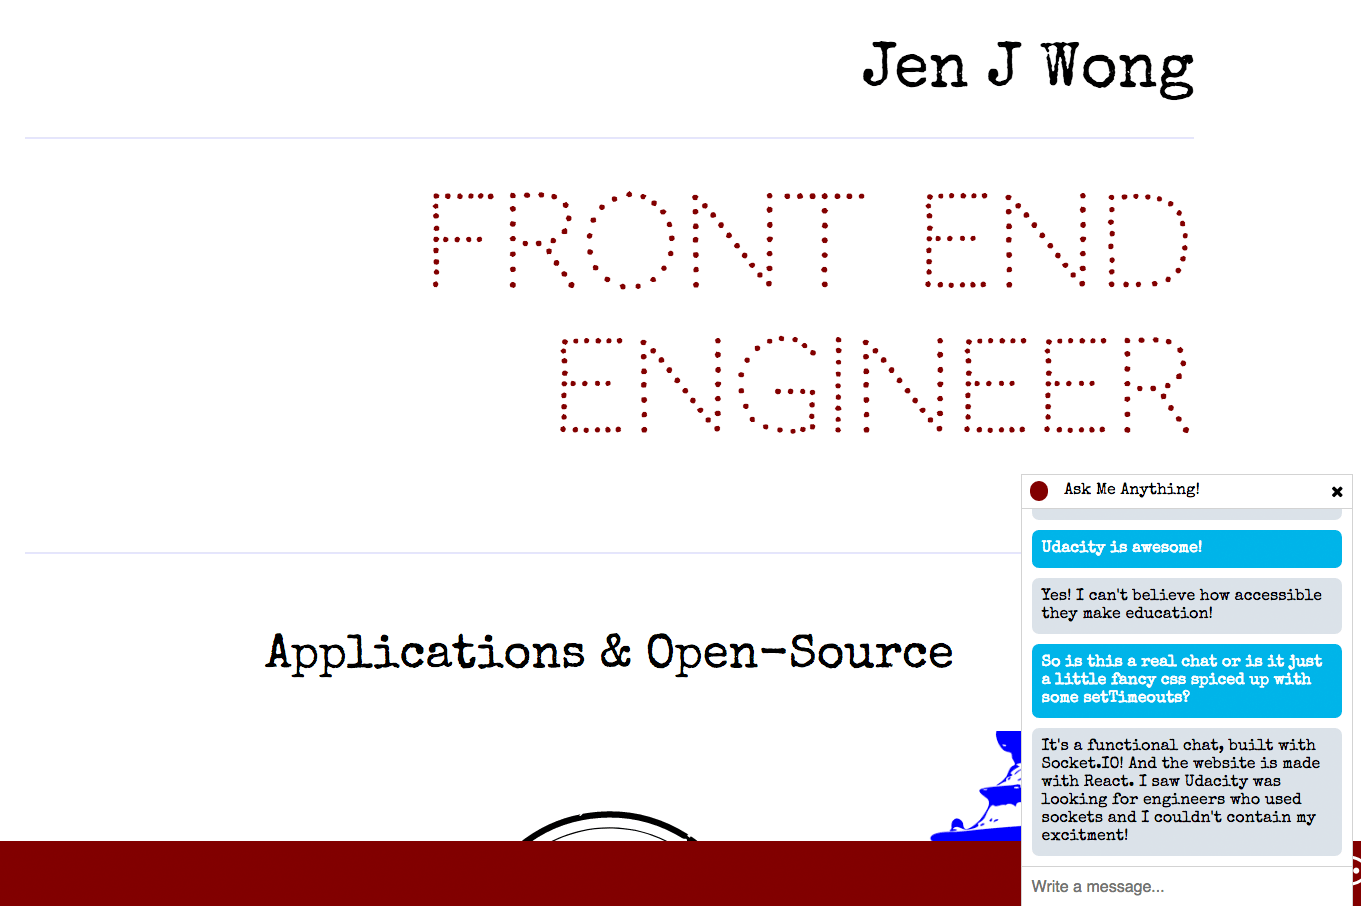 Jen J Wong
FRONT END
ENGINEER
Applications & Open-Source
Ask Me Anything!
Udacity is awesome!
Yes! I can't believe how accessible
they make education!
So is this a real chat or is it just
a little fancy css spiced up with
some setTimeouts?
It's a functional chat, built with
Socket.IO! And the website is made
with React. I saw Udacity was
looking for engineers who used
sockets and I couldn't contain my
excitment!
Write a message...